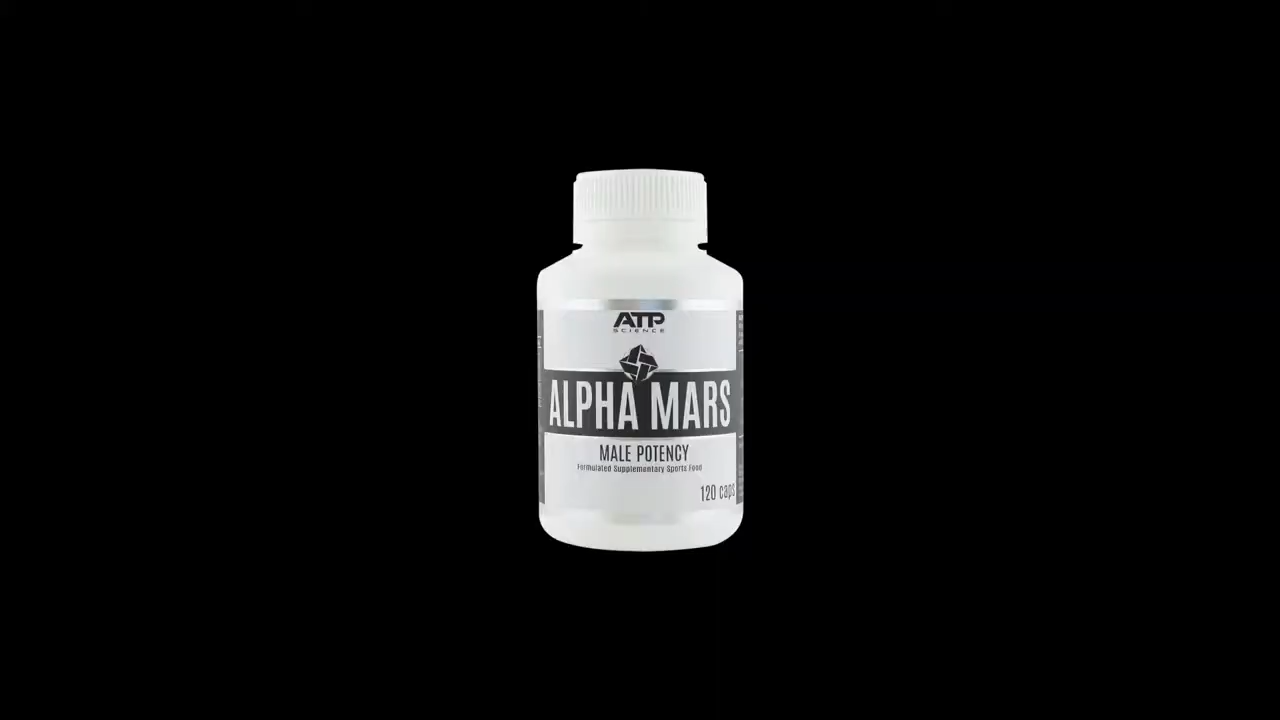 ATP
SCIENCE
ALPHA MARS
MALE POTENCY
Formulated Supplementary Sports Food
120 caps